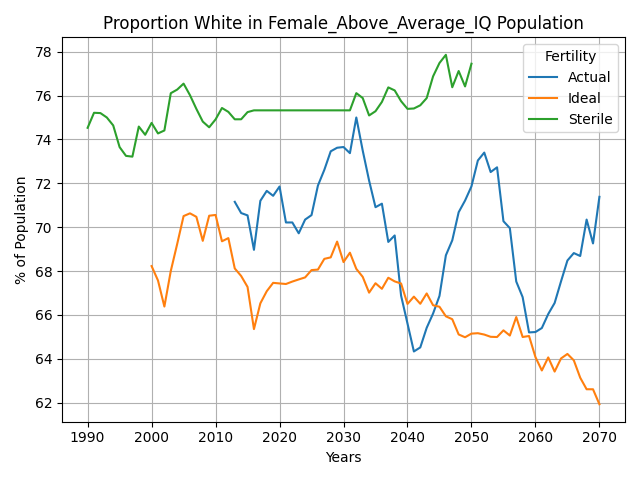 Proportion White in Female_Above_Average_IQ Population
Fertility
Actual
Ideal
Sterile
% of Population
78
76
74
72
70
68
66
64
62
1990 2000 2010 2020 2030 2040 2050 2060 2070
Years